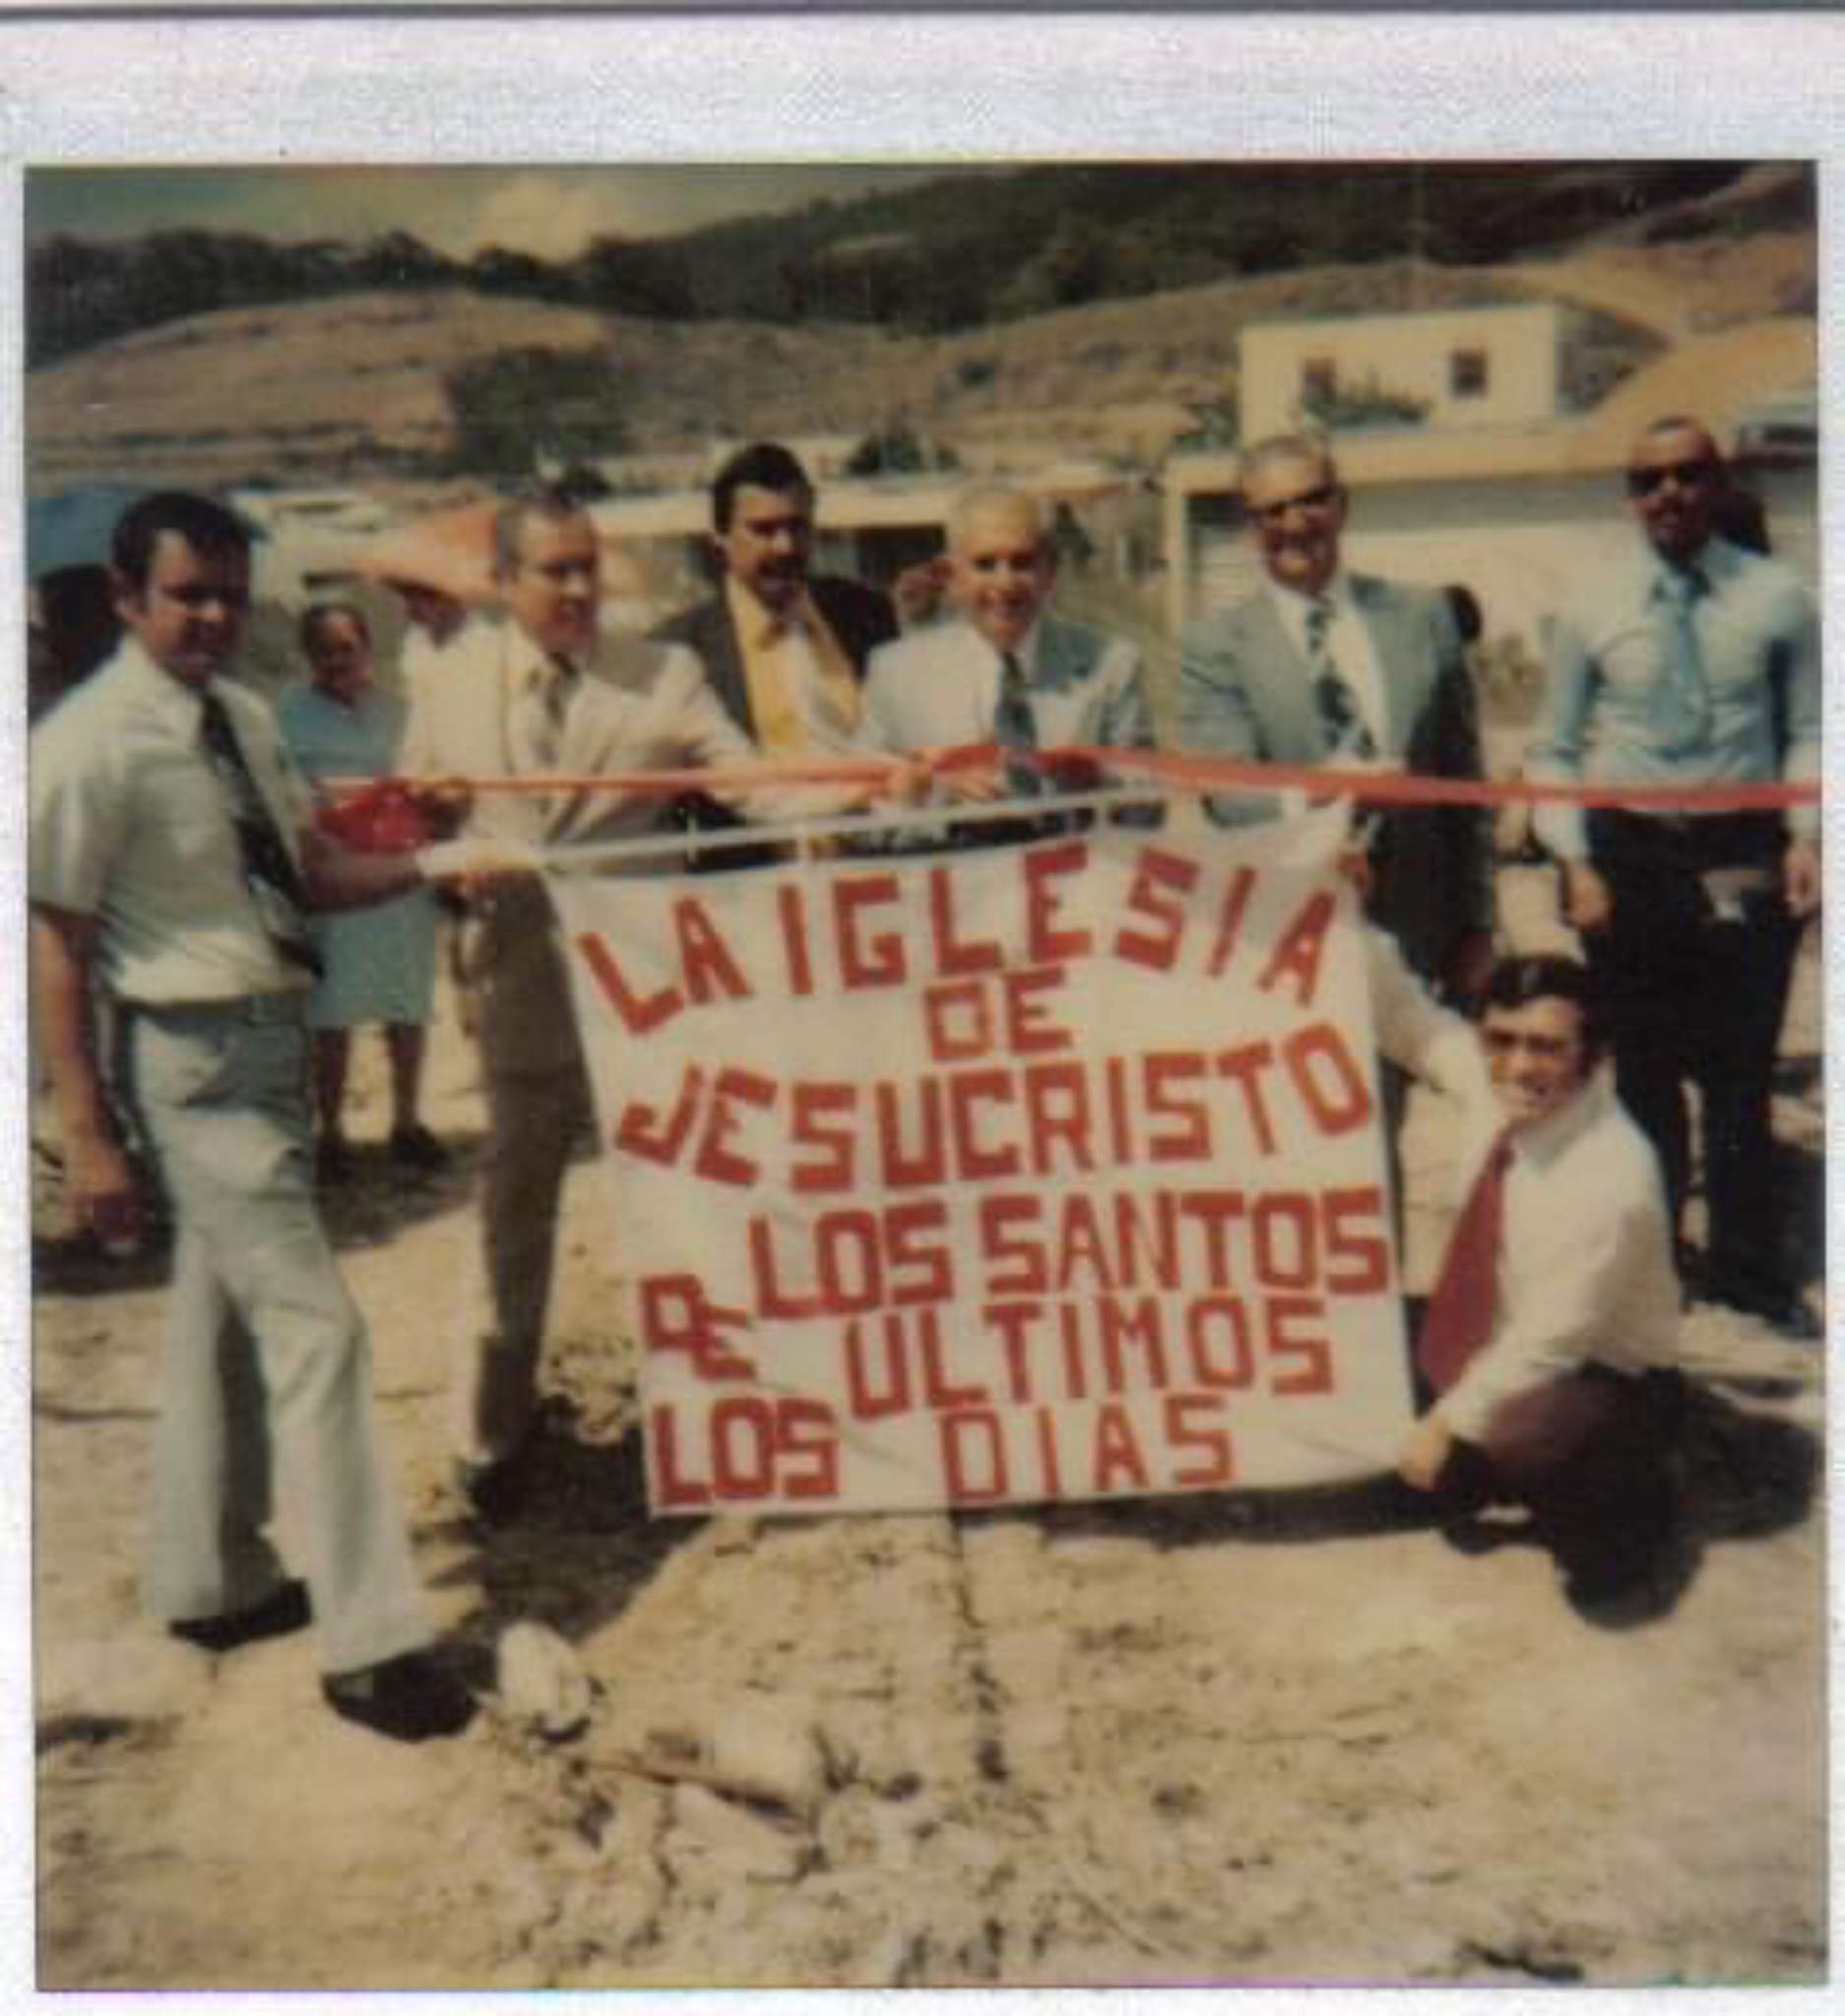 LA IGLESIA
DE
JESUCRISTO
DE LOS SANTOS
ULTIMOS
LOS DIAS